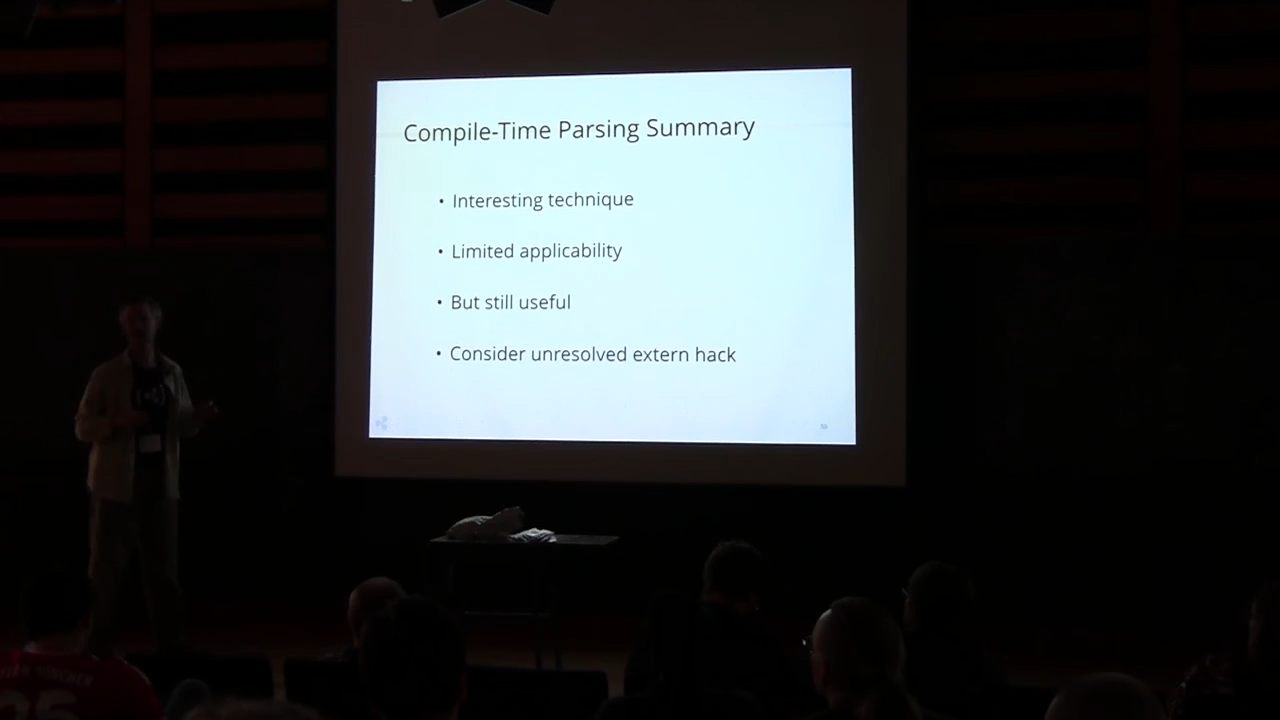 Compile-Time Parsing Summary
• Interesting technique
• Limited applicability
• But still useful
• Consider unresolved extern hack